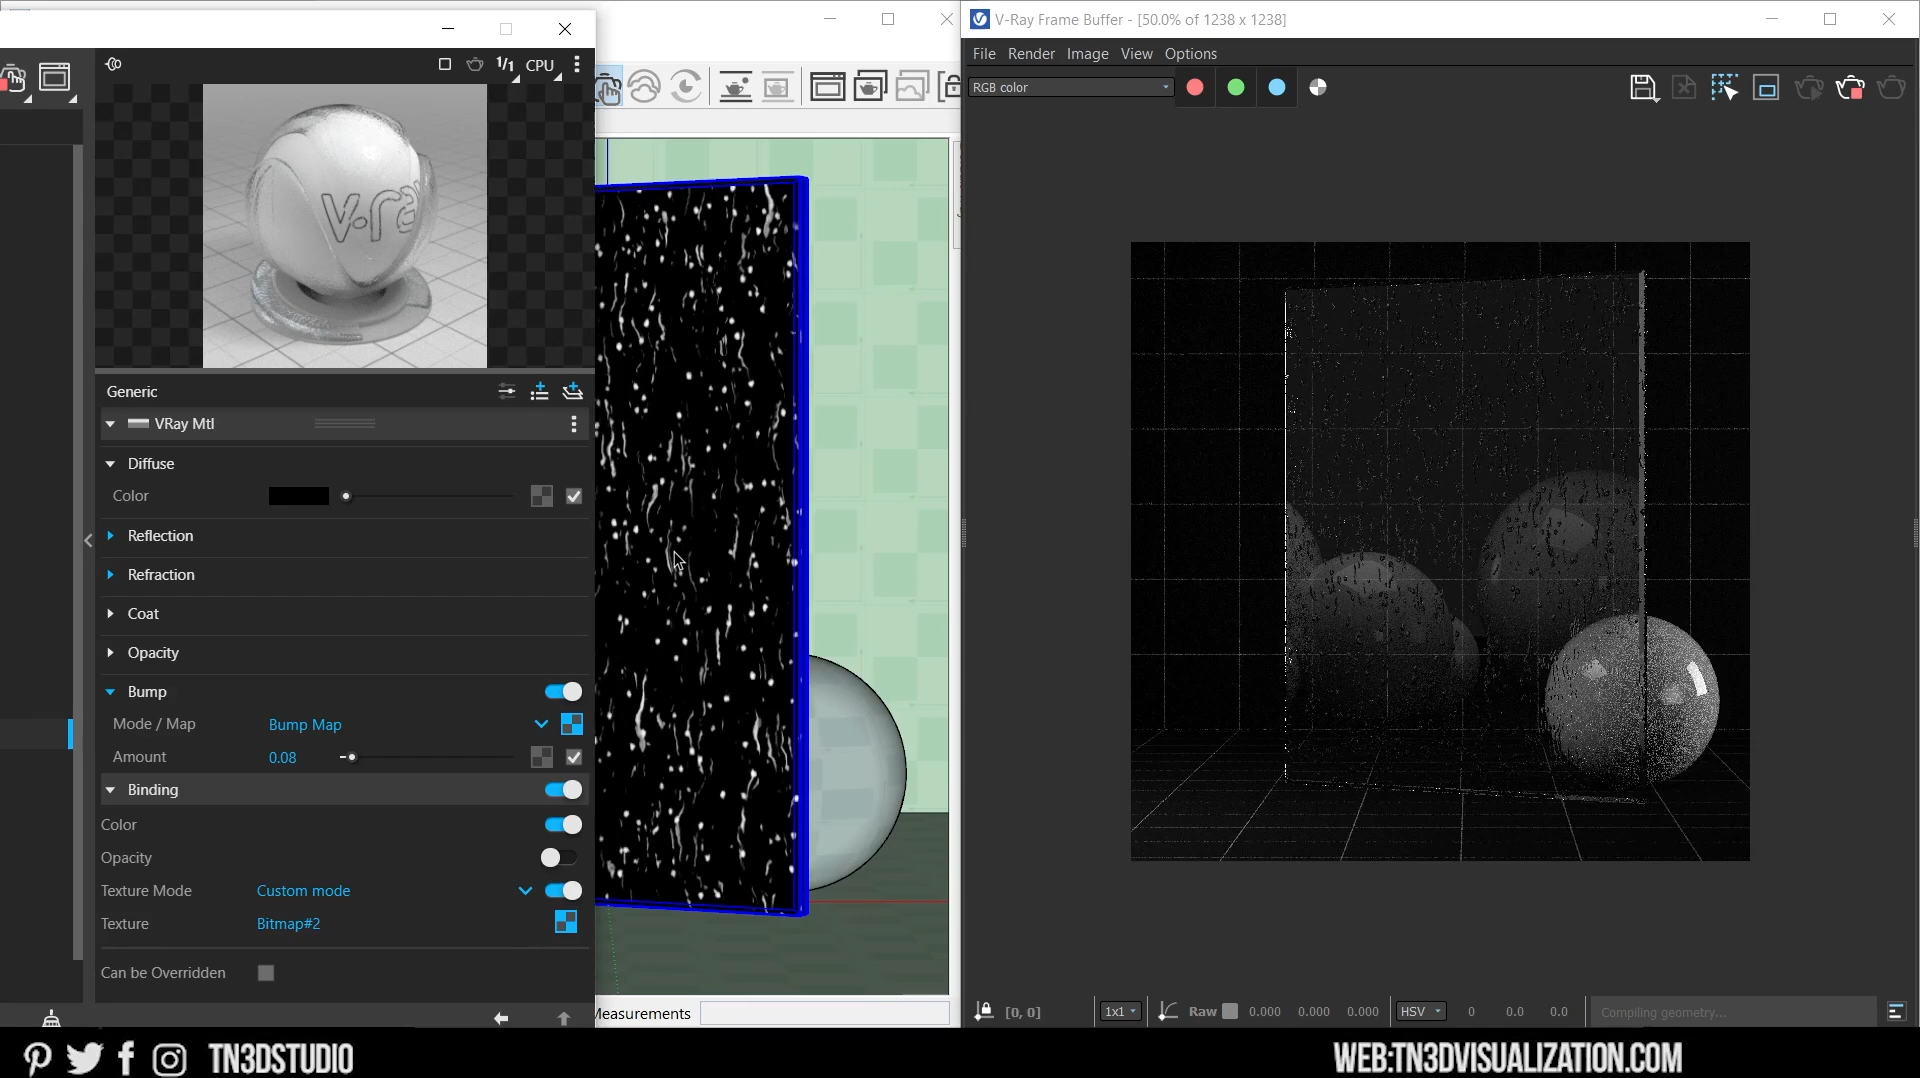 V-Ray Frame Buffer - [50.0% of 1238 x 1238]
File Render Image View Options
RGB color
1/1 CPU
v·ray
Generic
VRay Mtl
Diffuse
Color
Reflection
Refraction
Coat
Opacity
Bump
Mode / Map Bump Map
Amount 0.08
Binding
Color
Opacity
Texture Mode Custom mode
Texture Bitmap#2
Can be Overridden
Measurements
[0, 0] 1x1 Raw 0.000 0.000 0.000 HSV 0 0.0 0.0 Compiling geometry...
TN3DSTUDIO
WEB:TN3DVISUALIZATION.COM